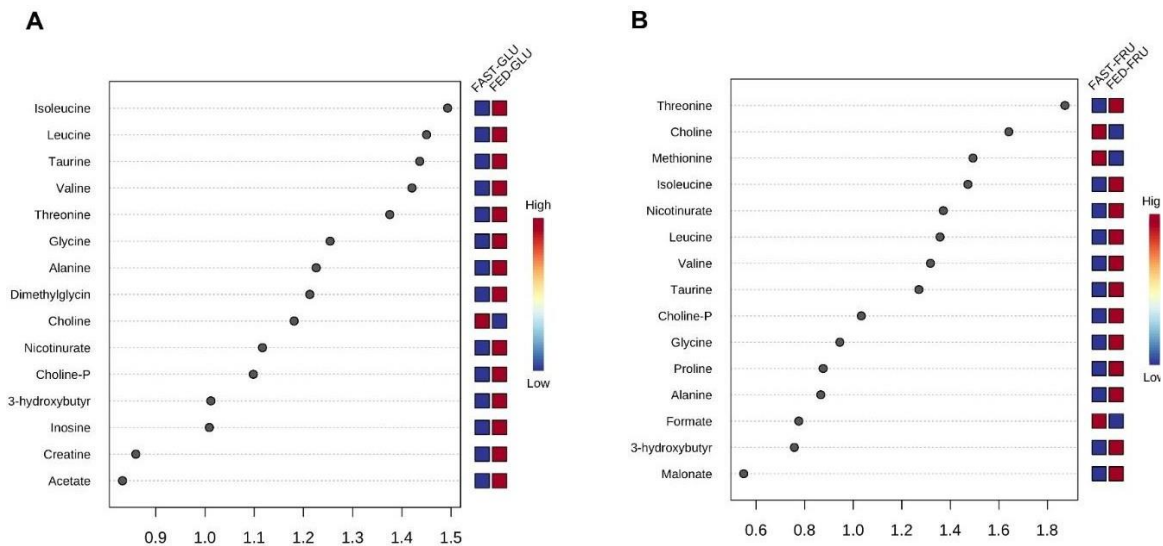 A
FAST-GLU
FED-GLU
Isoleucine
Leucine
Taurine
Valine
Threonine
Glycine
Alanine
Dimethylglycin
Choline
Nicotinurate
Choline-P
3-hydroxybutyr
Inosine
Creatine
Acetate
High
Low
0.9 1.0 1.1 1.2 1.3 1.4 1.5
B
FAST-FRU
FED-FRU
Threonine
Choline
Methionine
Isoleucine
Nicotinurate
Leucine
Valine
Taurine
Choline-P
Glycine
Proline
Alanine
Formate
3-hydroxybutyr
Malonate
High
Low
0.6 0.8 1.0 1.2 1.4 1.6 1.8